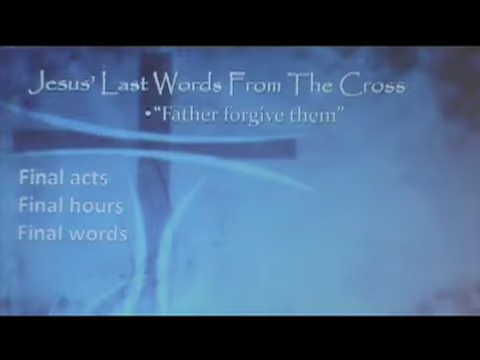 Jesus' Last Words From The Cross
•"Father forgive them"
Final acts
Final hours
Final words